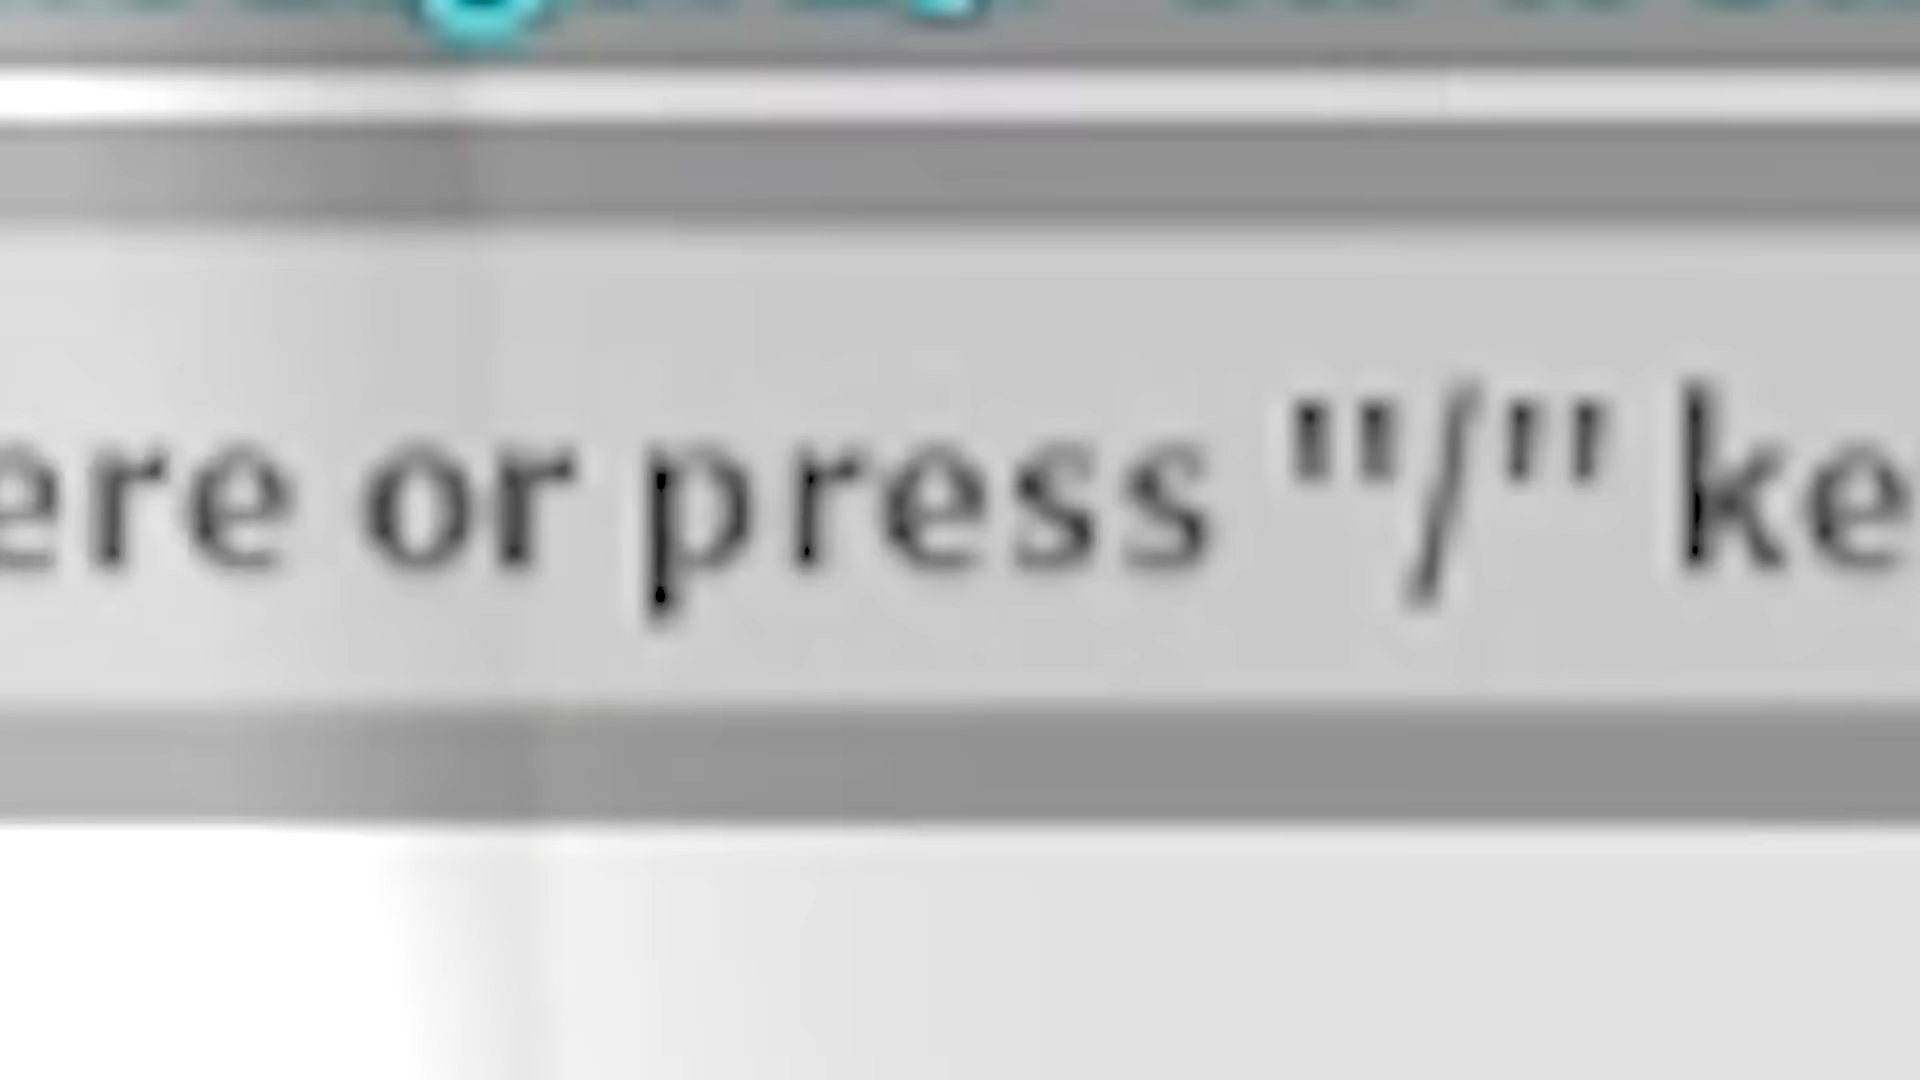 ere or press "/" ke